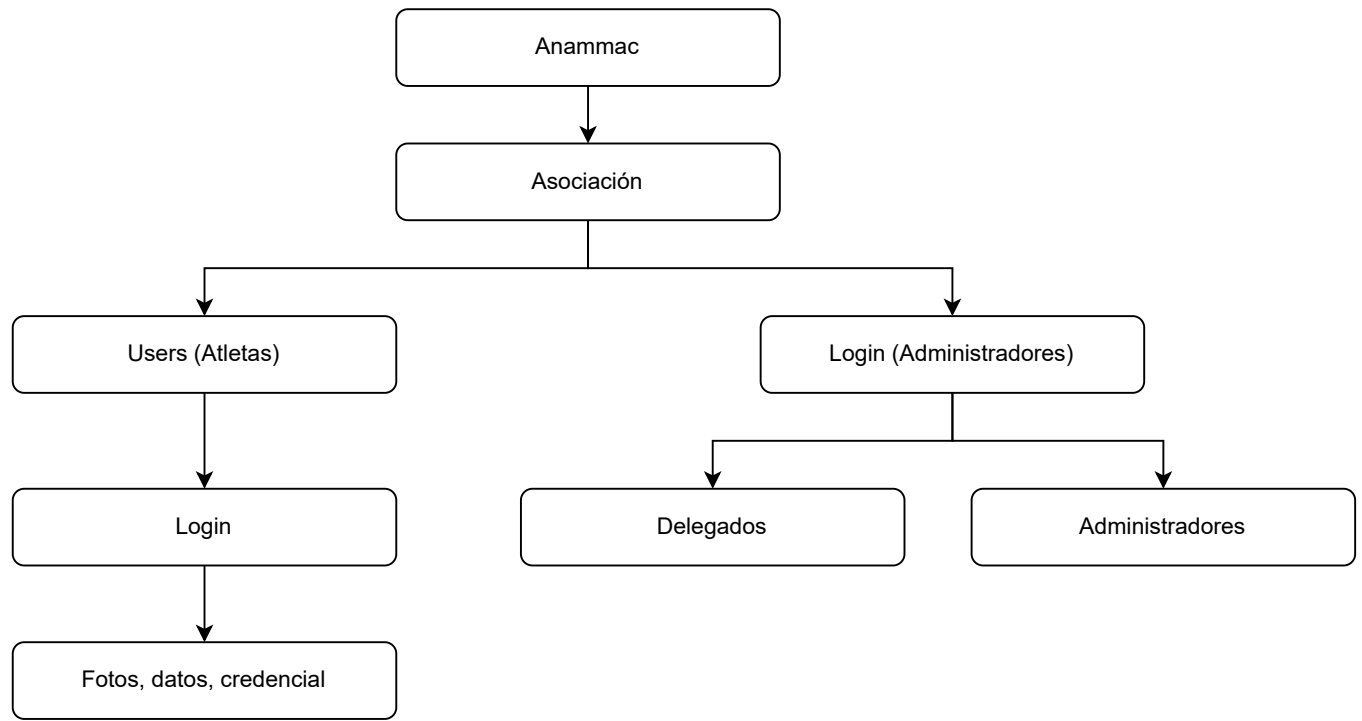 Anammac
Asociación
Users (Atletas)
Login (Administradores)
Login
Delegados
Administradores
Fotos, datos, credencial